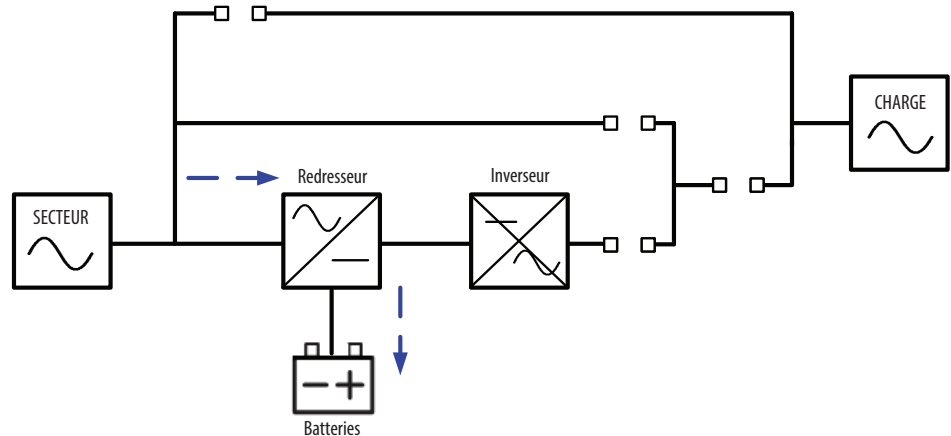 CHARGE
Redresseur
Inverseur
SECTEUR
Batteries